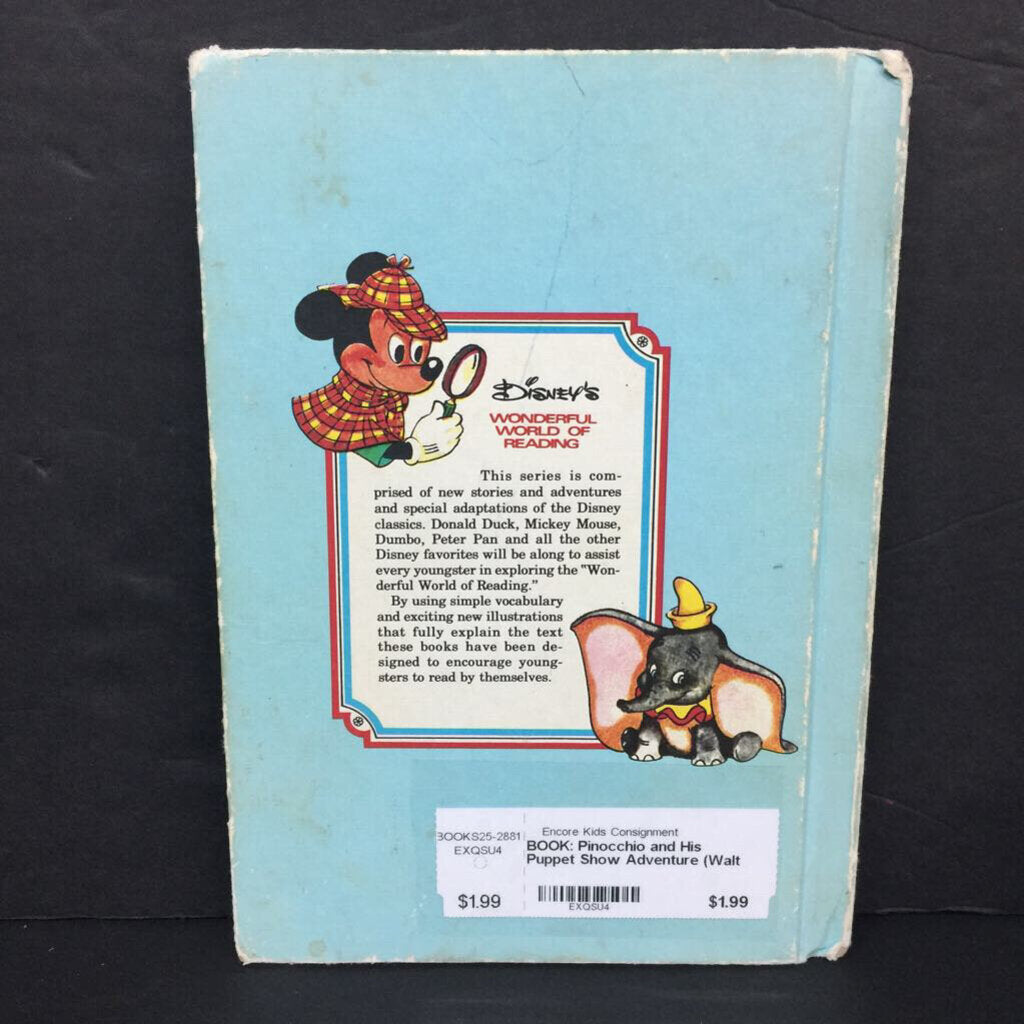 DISNEY'S
WONDERFUL
WORLD OF
READING
This series is com-
prised of new stories and adventures
and special adaptations of the Disney
classics. Donald Duck, Mickey Mouse,
Dumbo, Peter Pan and all the other
Disney favorites will be along to assist
every youngster in exploring the "Won-
derful World of Reading."
By using simple vocabulary
and exciting new illustrations
that fully explain the text
these books have been de-
signed to encourage young-
sters to read by themselves.
BOOKS25-2881
EXQSU4
$1.99
Encore Kids Consignment
BOOK: Pinocchio and His
Puppet Show Adventure (Walt
EXQSU4
$1.99